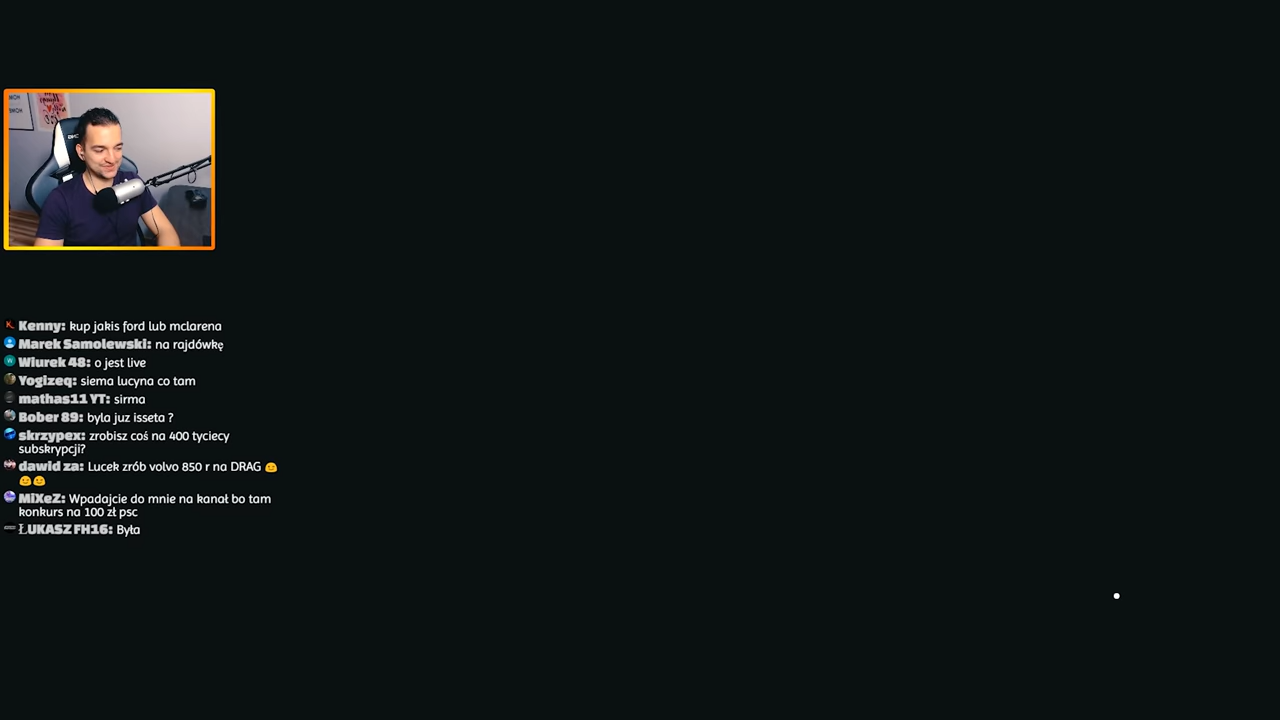 Kenny: kup jakis ford lub mclarena
Marek Samolewski: na rajdówkę
Wiurek 48: o jest live
Yogizeq: siema lucyna co tam
mathas11 YT: sirma
Bober 89: byla juz isseta ?
skrzypex: zrobisz coś na 400 tyciecy
subskrypcji?
dawid za: Lucek zrób volvo 850 r na DRAG
MiXeZ: Wpadajcie do mnie na kanał bo tam
konkurs na 100 zł psc
ŁUKASZ FH16: Była